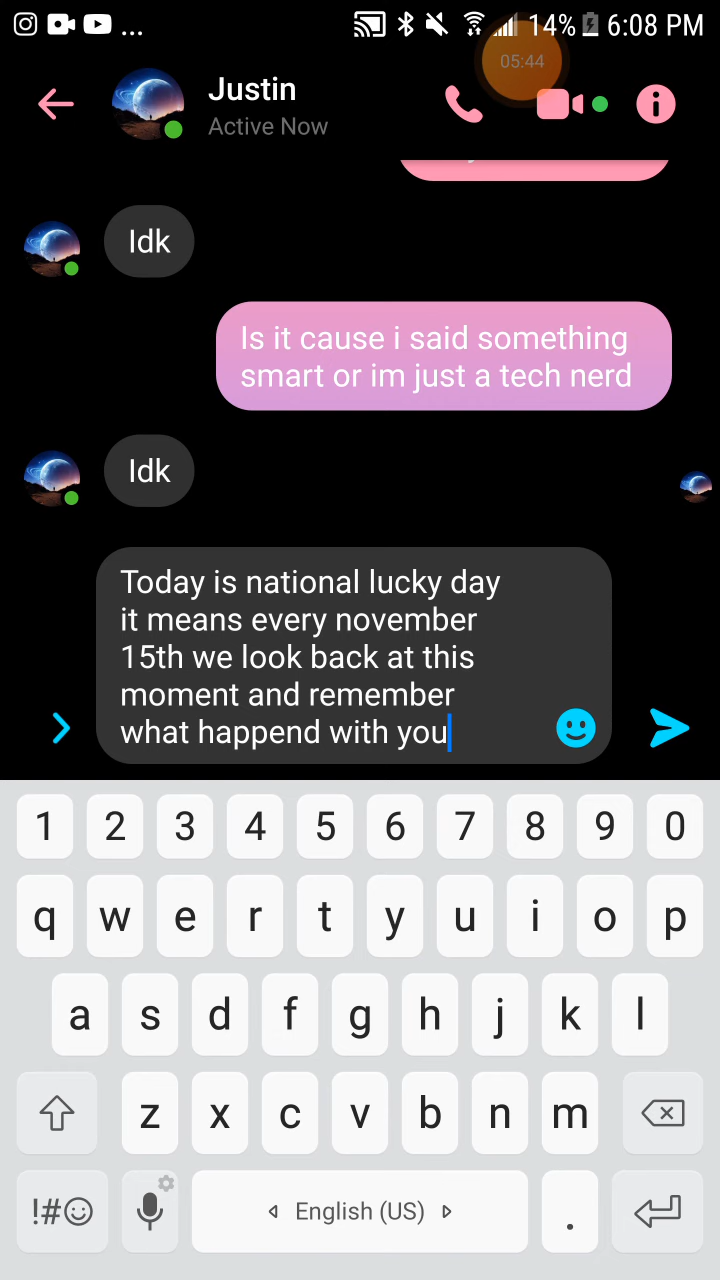 ... 14% 6:08 PM
05:44
Justin
Active Now
Idk
Is it cause i said something
smart or im just a tech nerd
Idk
Today is national lucky day
it means every november
15th we look back at this
moment and remember
what happend with you
1 2 3 4 5 6 7 8 9 0
q w e r t y u i o p
a s d f g h j k l
z x c v b n m
!#☺ English (US) .